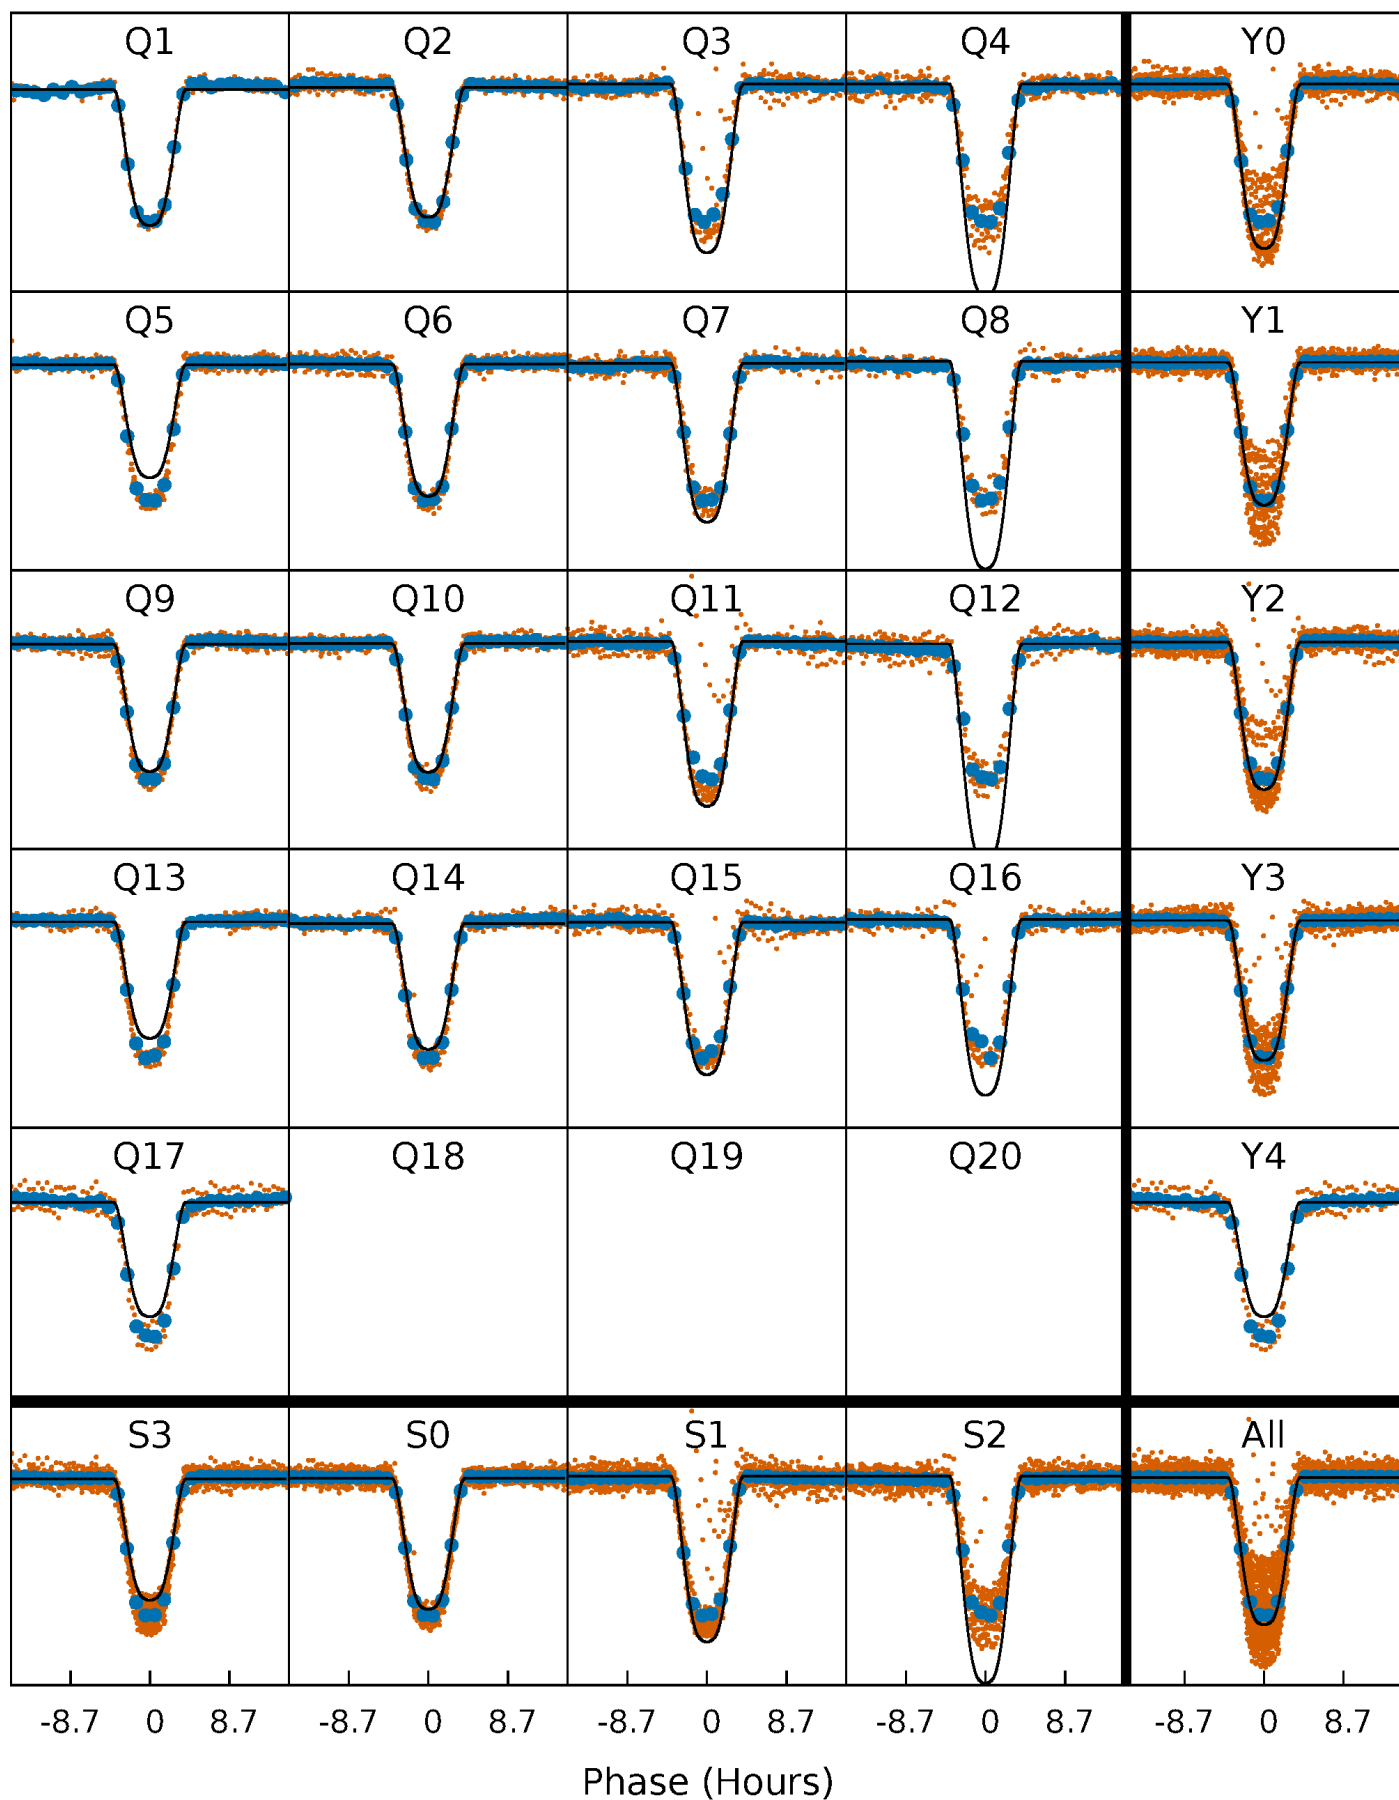 Q1 Q2 Q3 Q4 Y0
Q5 Q6 Q7 Q8 Y1
Q9 Q10 Q11 Q12 Y2
Q13 Q14 Q15 Q16 Y3
Q17 Q18 Q19 Q20 Y4
S3 S0 S1 S2 All
-8.7 0 8.7 -8.7 0 8.7 -8.7 0 8.7 -8.7 0 8.7 -8.7 0 8.7
Phase (Hours)